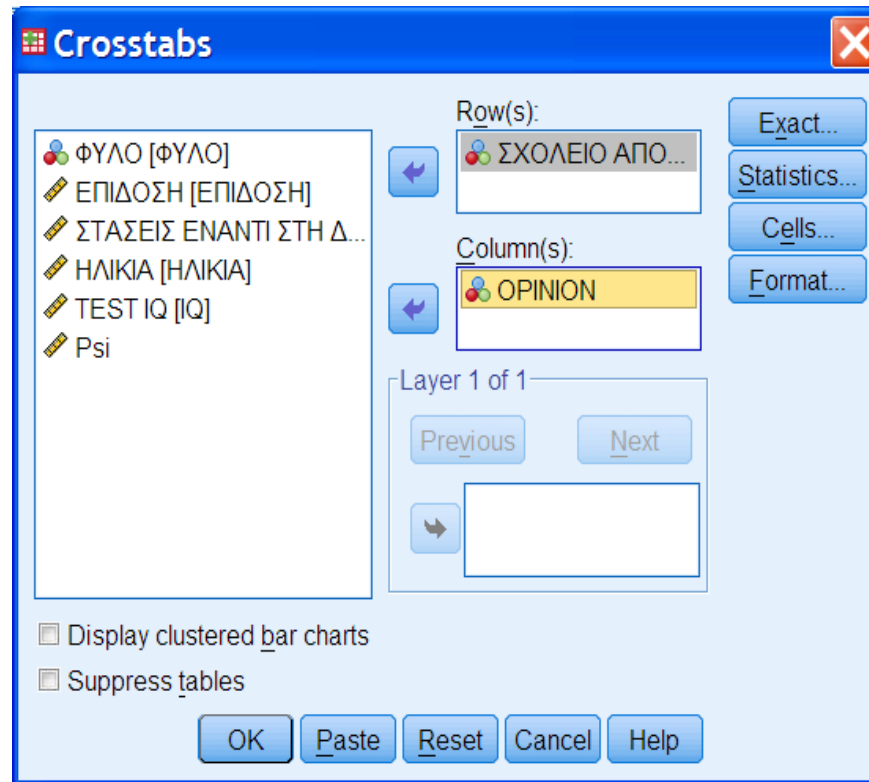 Crosstabs
ΦΥΛΟ [ΦΥΛΟ]
ΕΠΙΔΟΣΗ [ΕΠΙΔΟΣΗ]
ΣΤΑΣΕΙΣ ΕΝΑΝΤΙ ΣΤΗ Δ...
ΗΛΙΚΙΑ [ΗΛΙΚΙΑ]
TEST IQ [IQ]
Psi
Row(s):
ΣΧΟΛΕΙΟ ΑΠΟ...
Column(s):
OPINION
Layer 1 of 1
Previous
Next
Exact...
Statistics...
Cells...
Format...
Display clustered bar charts
Suppress tables
OK
Paste
Reset
Cancel
Help